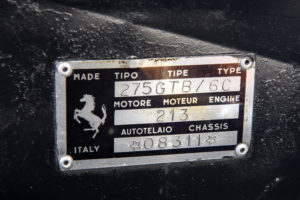 MADE TIPO TIPE TYPE
275GTB/6C
MOTORE MOTEUR ENGINE
213
AUTOTELAIO CHASSIS
ITALY *08311*